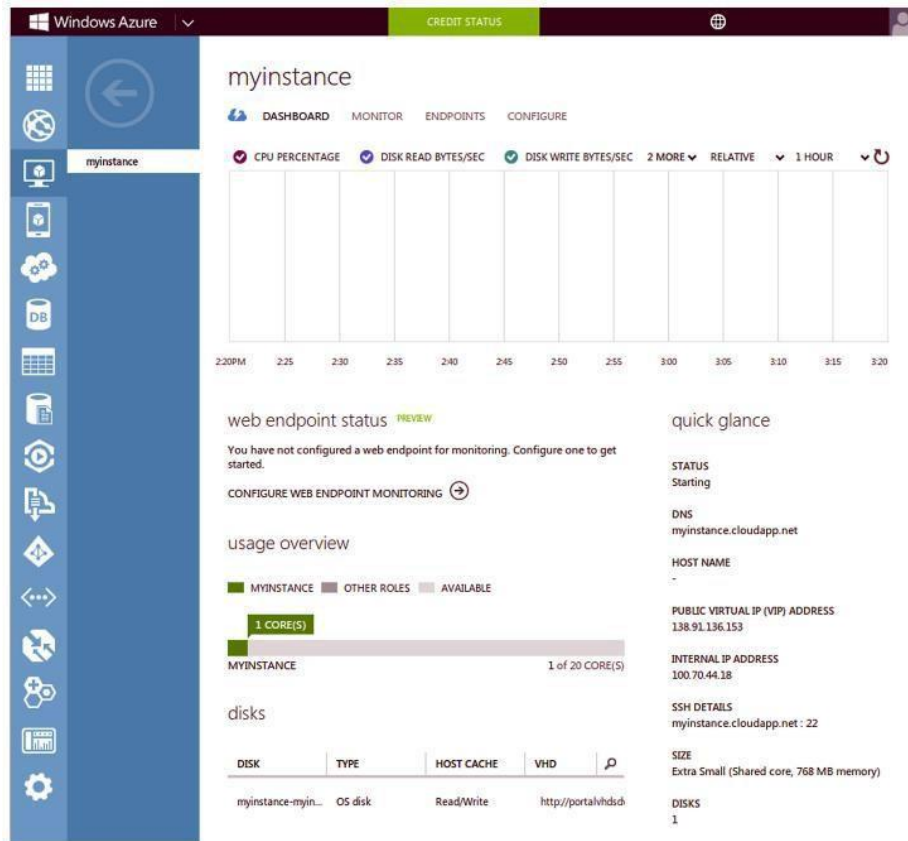 Windows Azure
CREDIT STATUS
myinstance
myinstance
DASHBOARD MONITOR ENDPOINTS CONFIGURE
CPU PERCENTAGE DISK READ BYTES/SEC DISK WRITE BYTES/SEC 2 MORE RELATIVE 1 HOUR
2:20PM 2:25 2:30 2:35 2:40 2:45 2:50 2:55 3:00 3:05 3:10 3:15 3:20
DB
web endpoint status PREVIEW
You have not configured a web endpoint for monitoring. Configure one to get
started.
CONFIGURE WEB ENDPOINT MONITORING
usage overview
MYINSTANCE OTHER ROLES AVAILABLE
1 CORE(S)
MYINSTANCE 1 of 20 CORE(S)
disks
DISK TYPE HOST CACHE VHD
myinstance-myin... OS disk Read/Write http://portalvhdsd
quick glance
STATUS
Starting
DNS
myinstance.cloudapp.net
HOST NAME
-
PUBLIC VIRTUAL IP (VIP) ADDRESS
138.91.136.153
INTERNAL IP ADDRESS
100.70.44.18
SSH DETAILS
myinstance.cloudapp.net : 22
SIZE
Extra Small (Shared core, 768 MB memory)
DISKS
1